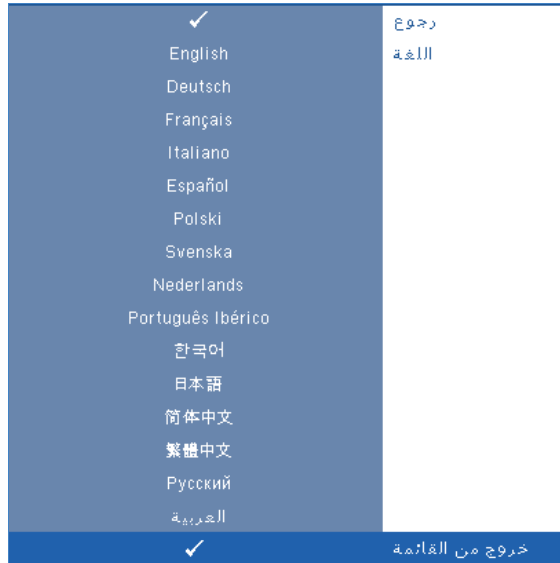 رجوع ✓
اللغة English
Deutsch
Français
Italiano
Español
Polski
Svenska
Nederlands
Português Ibérico
한국어
日本語
简体中文
繁體中文
Русский
العربية
خروج من القائمة ✓